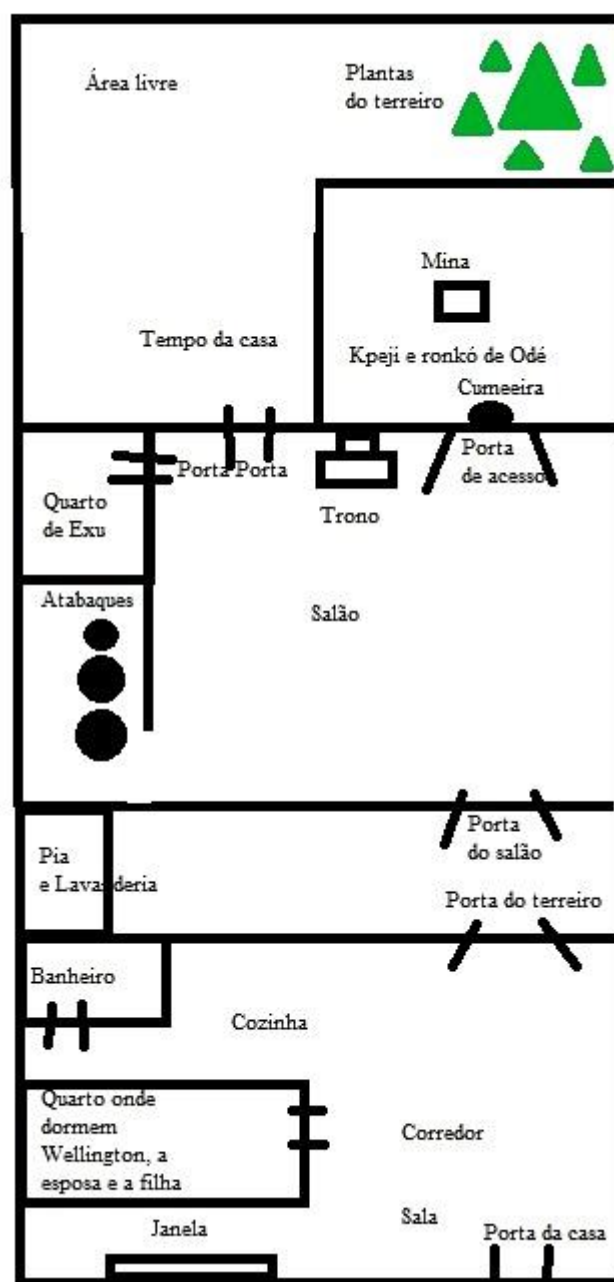 Área livre
Plantas
do terreiro
Mina
Tempo da casa
Kpeji e ronkó de Odé
Cumeeira
Porta Porta
Porta
de acesso
Quarto
de Exu
Trono
Atabaques
Salão
Porta
do salão
Pia
e Lavanderia
Porta do terreiro
Banheiro
Cozinha
Quarto onde
dormem
Wellington, a
esposa e a filha
Corredor
Sala
Janela
Porta da casa